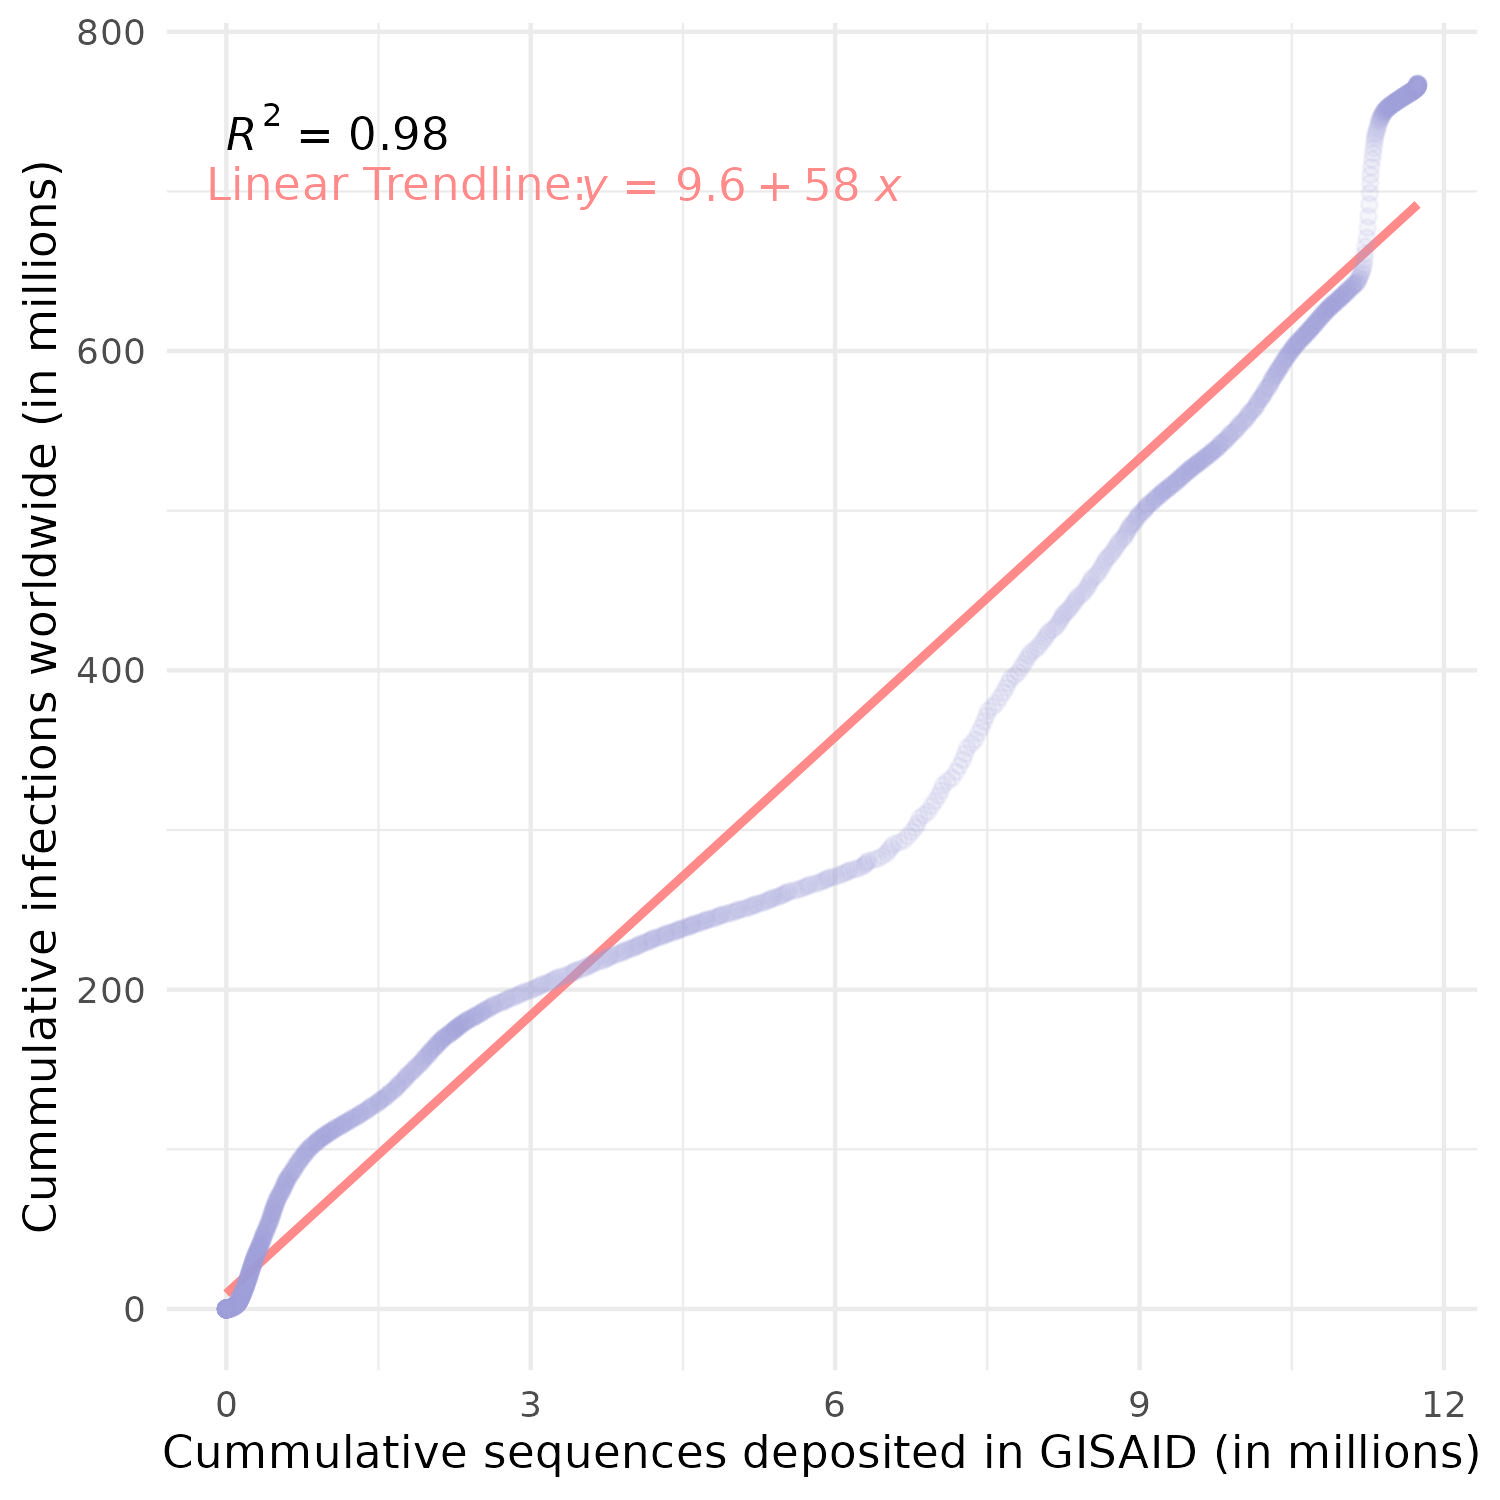 800
R² = 0.98
Linear Trendline: y = 9.6 + 58 x
600
400
200
0
0 3 6 9 12
Cummulative sequences deposited in GISAID (in millions)
Cummulative infections worldwide (in millions)